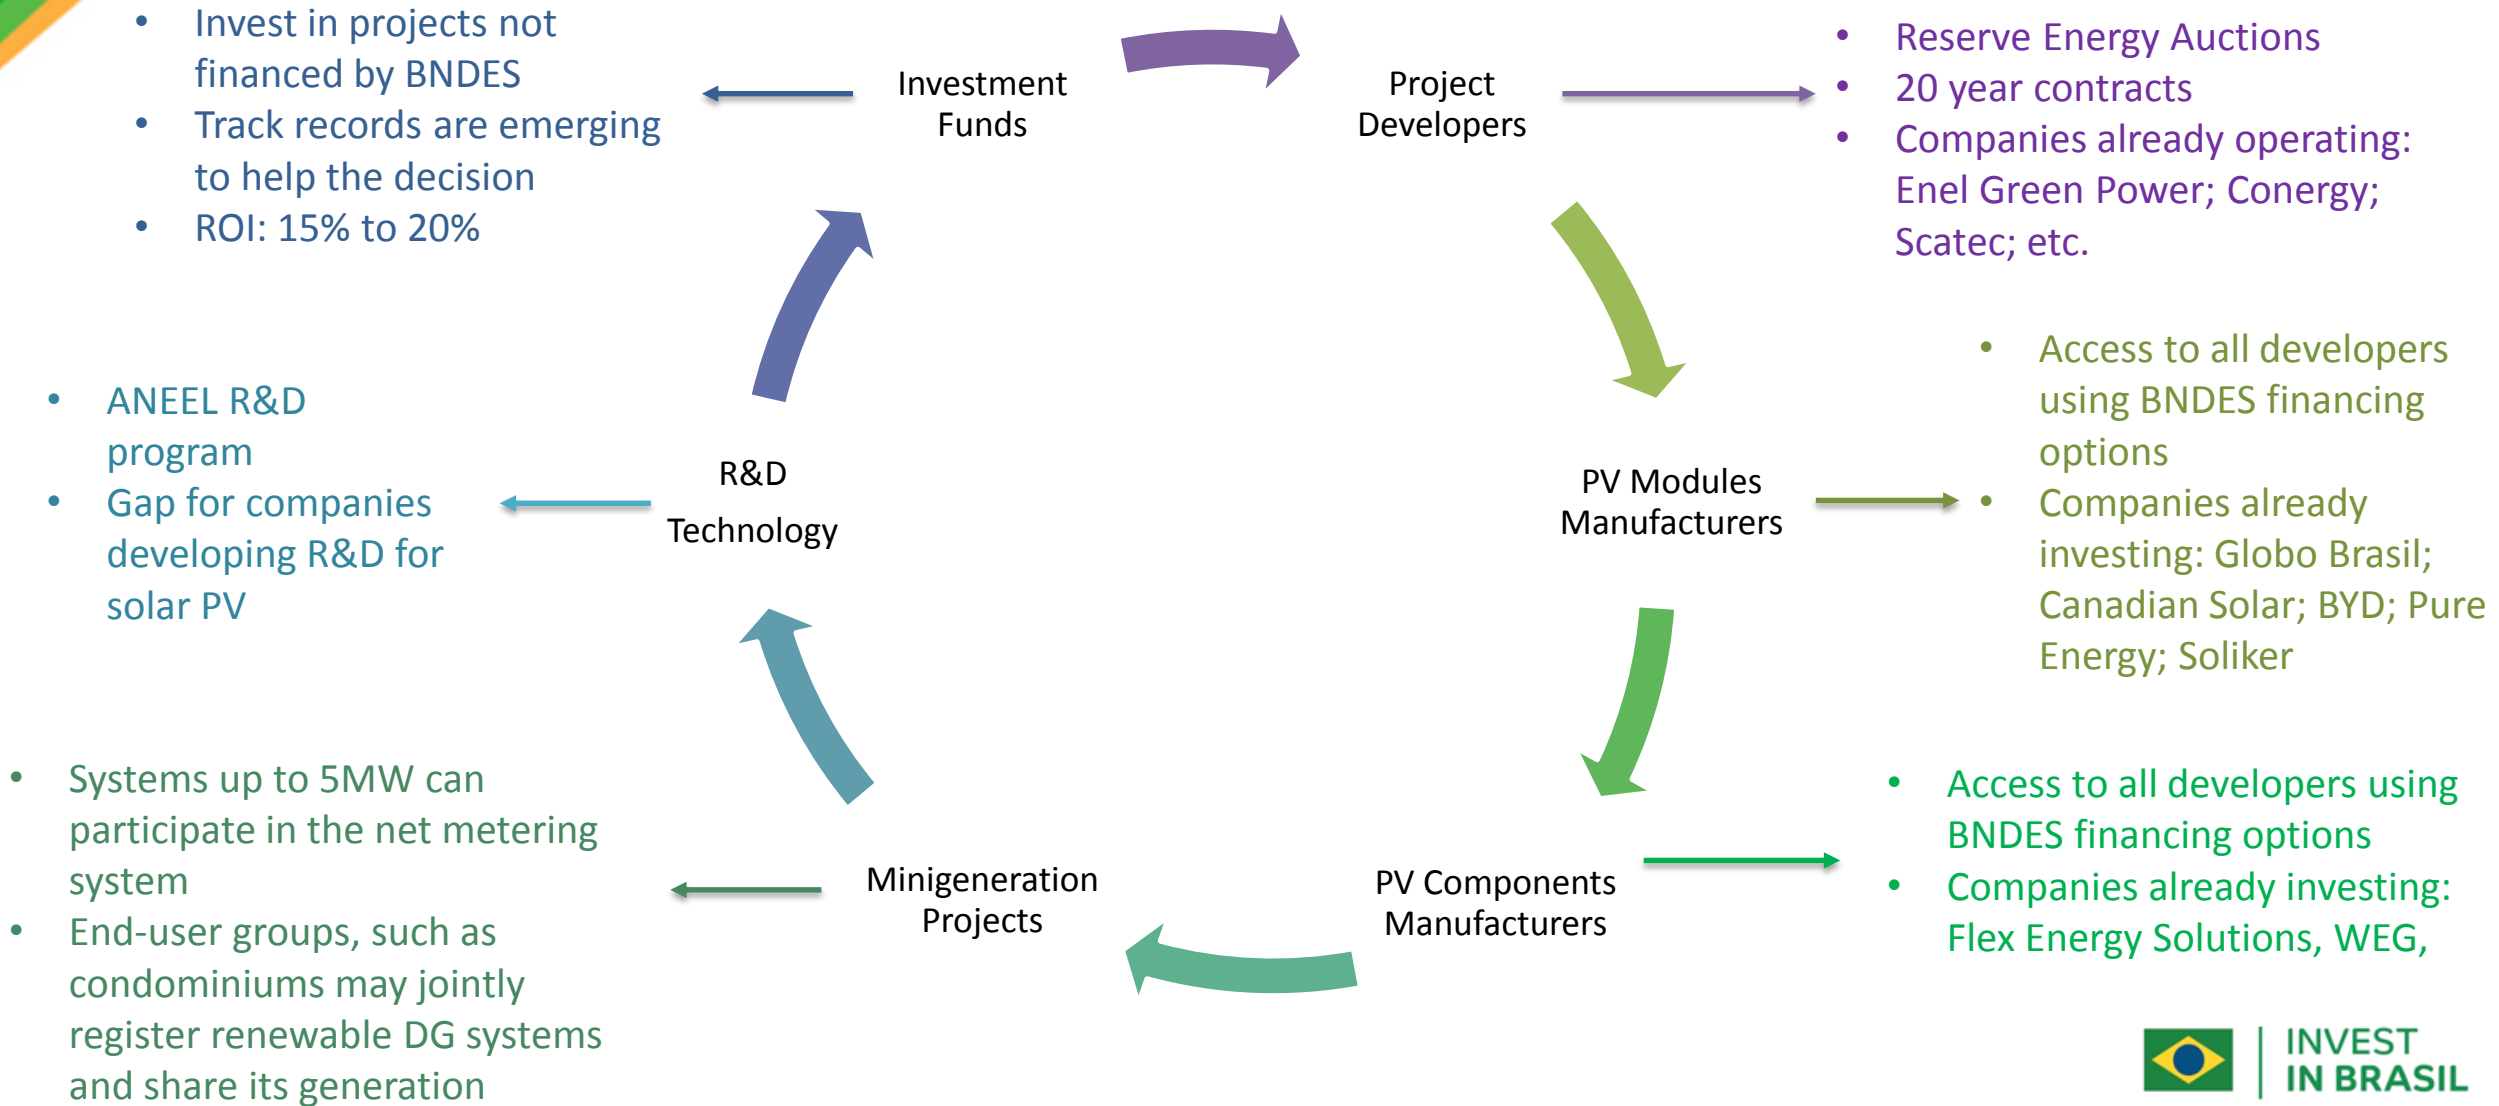 • Invest in projects not
financed by BNDES
• Track records are emerging
to help the decision
• ROI: 15% to 20%
Investment
Funds
Project
Developers
• Reserve Energy Auctions
• 20 year contracts
• Companies already operating:
Enel Green Power; Conergy;
Scatec; etc.
• ANEEL R&D
program
• Gap for companies
developing R&D for
solar PV
R&D
Technology
PV Modules
Manufacturers
• Access to all developers
using BNDES financing
options
• Companies already
investing: Globo Brasil;
Canadian Solar; BYD; Pure
Energy; Soliker
• Systems up to 5MW can
participate in the net metering
system
• End-user groups, such as
condominiums may jointly
register renewable DG systems
and share its generation
Minigeneration
Projects
PV Components
Manufacturers
• Access to all developers using
BNDES financing options
• Companies already investing:
Flex Energy Solutions, WEG,
INVEST
IN BRASIL